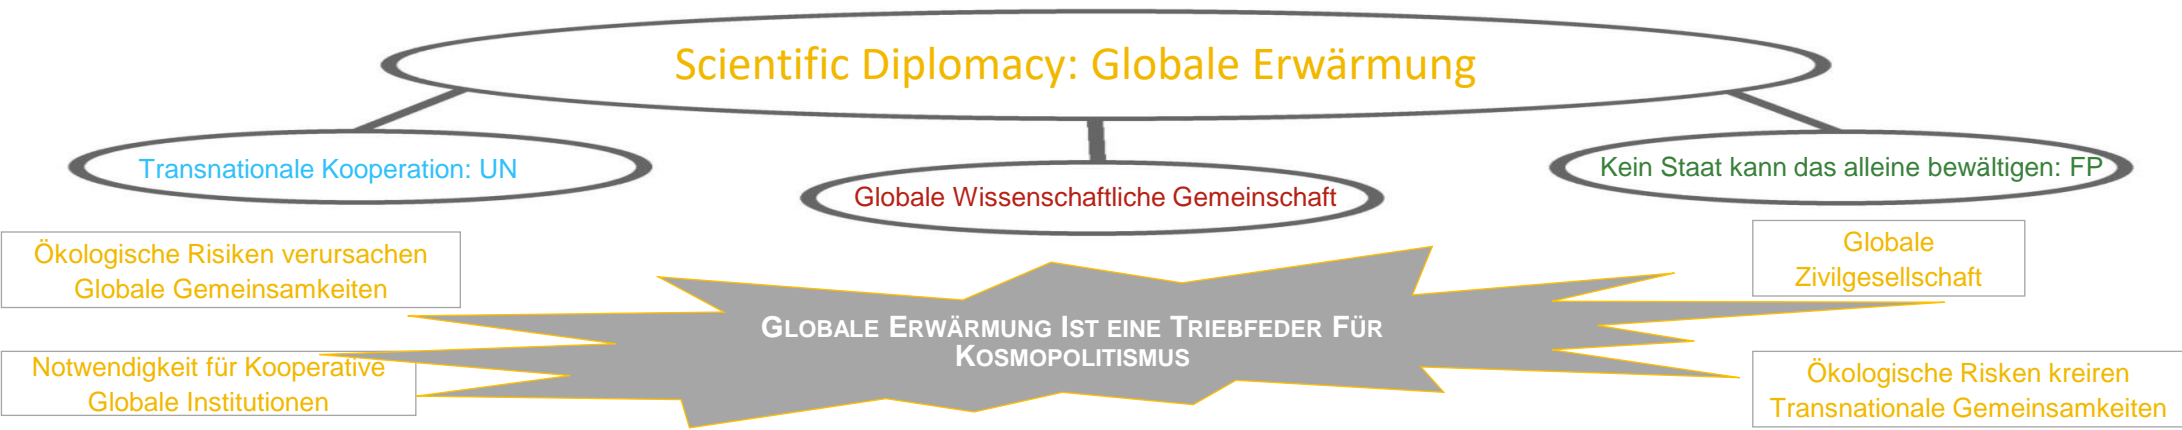 Scientific Diplomacy: Globale Erwärmung
Transnationale Kooperation: UN
Globale Wissenschaftliche Gemeinschaft
Kein Staat kann das alleine bewältigen: FP
Ökologische Risiken verursachen
Globale Gemeinsamkeiten
Globale
Zivilgesellschaft
GLOBALE ERWÄRMUNG IST EINE TRIEBFEDER FÜR
KOSMOPOLITISMUS
Notwendigkeit für Kooperative
Globale Institutionen
Ökologische Risken kreiren
Transnationale Gemeinsamkeiten